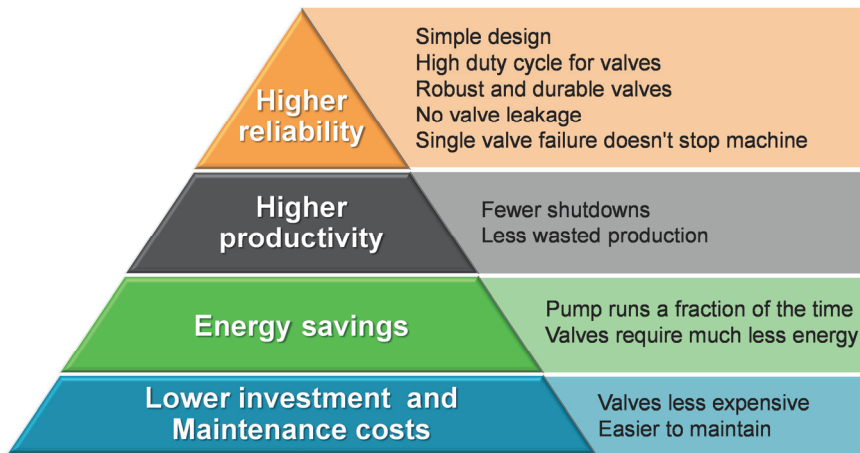 Higher
reliability
Simple design
High duty cycle for valves
Robust and durable valves
No valve leakage
Single valve failure doesn't stop machine
Higher
productivity
Fewer shutdowns
Less wasted production
Energy savings
Pump runs a fraction of the time
Valves require much less energy
Lower investment and
Maintenance costs
Valves less expensive
Easier to maintain